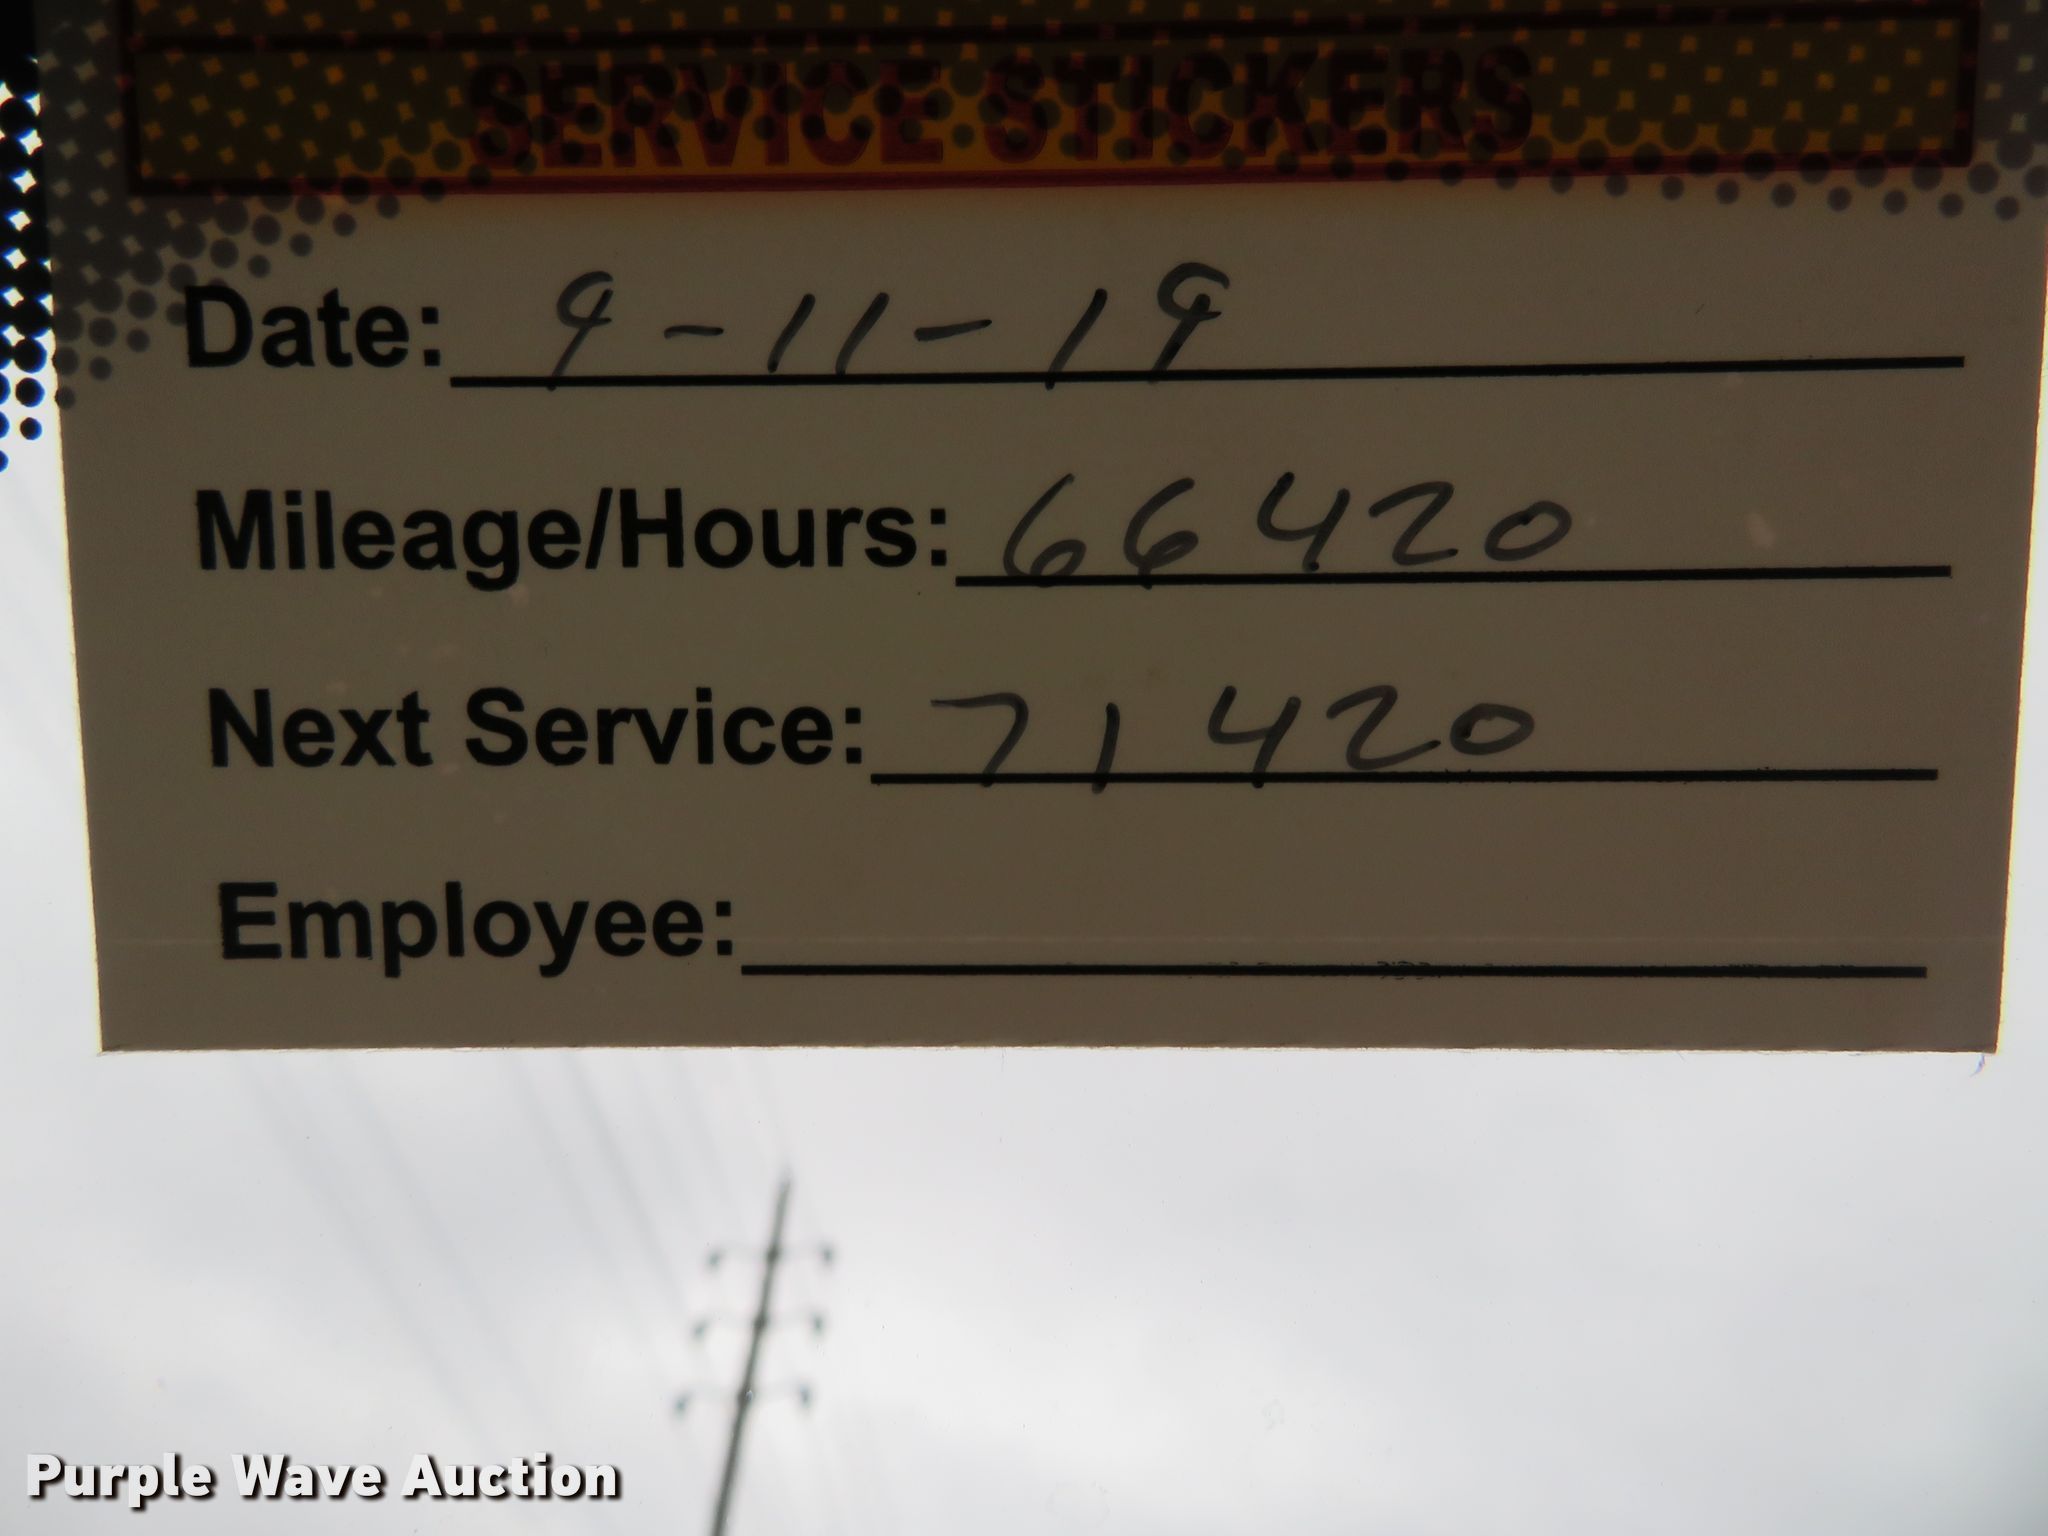 SERVICE STICKERS
Date: 9-11-19
Mileage/Hours: 66420
Next Service: 71420
Employee:
Purple Wave Auction